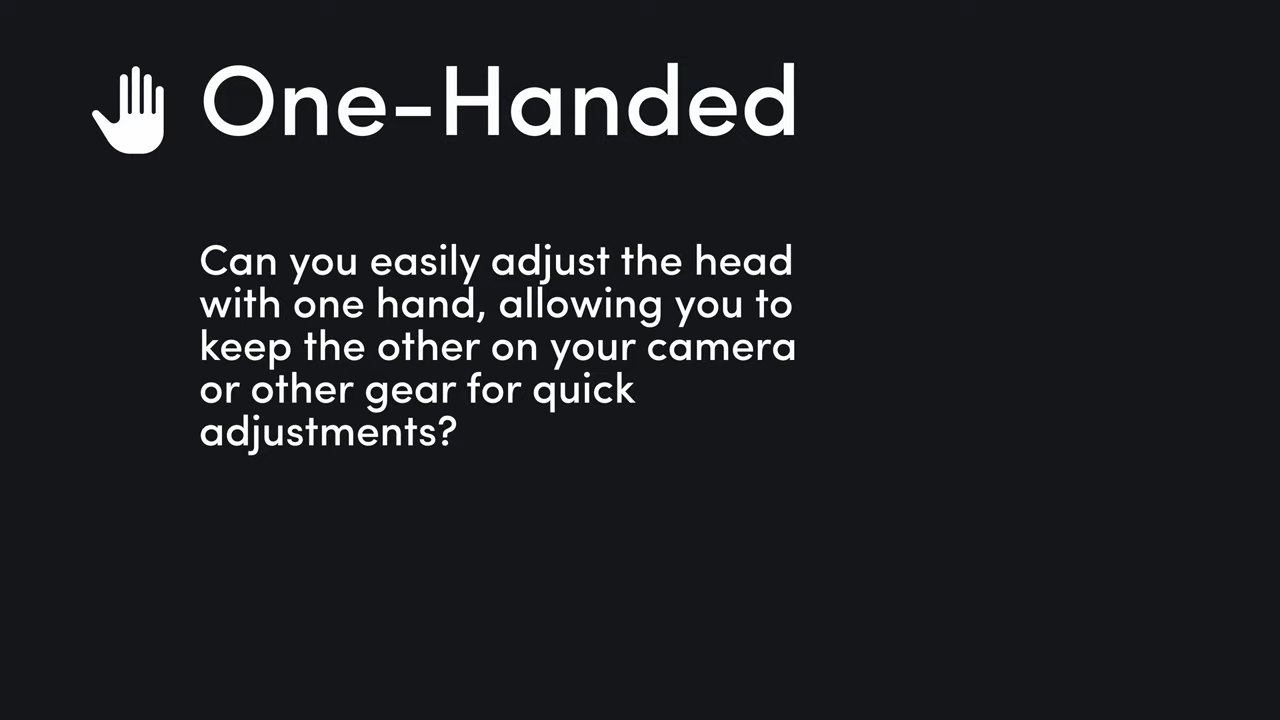 One-Handed
Can you easily adjust the head
with one hand, allowing you to
keep the other on your camera
or other gear for quick
adjustments?